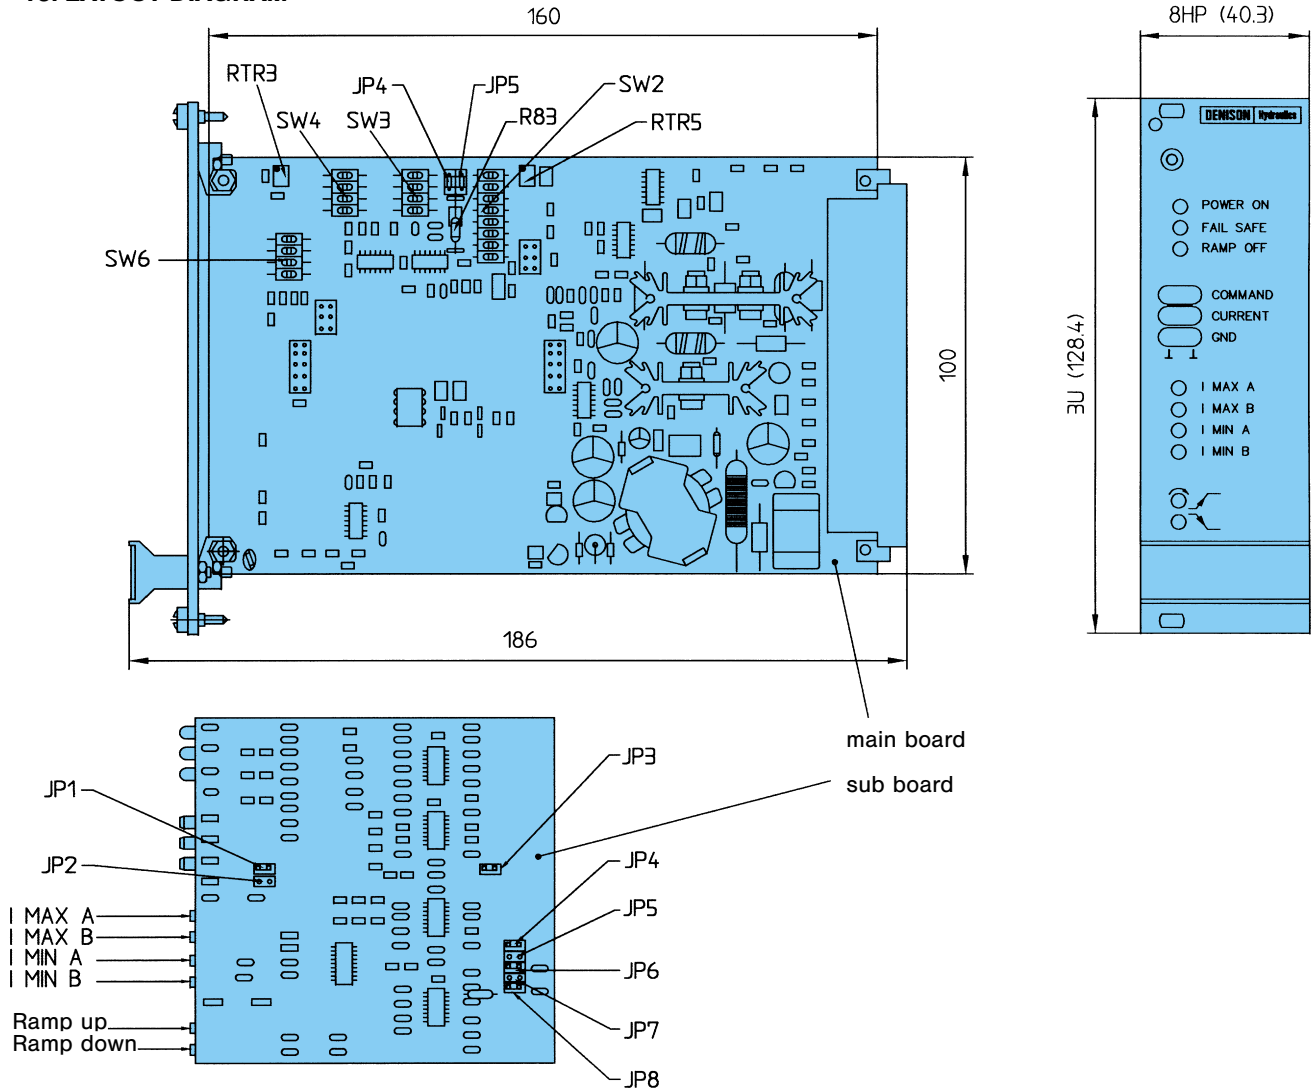 160
8HP (40.3)
RTR3
JP4
JP5
SW2
SW4
SW3
R83
RTR5
SW6
100
186
main board
sub board
DENISON Hydraulics
POWER ON
FAIL SAFE
RAMP OFF
COMMAND
CURRENT
GND
I MAX A
I MAX B
I MIN A
I MIN B
3U (128.4)
JP1
JP2
JP3
JP4
JP5
JP6
JP7
JP8
I MAX A
I MAX B
I MIN A
I MIN B
Ramp up
Ramp down